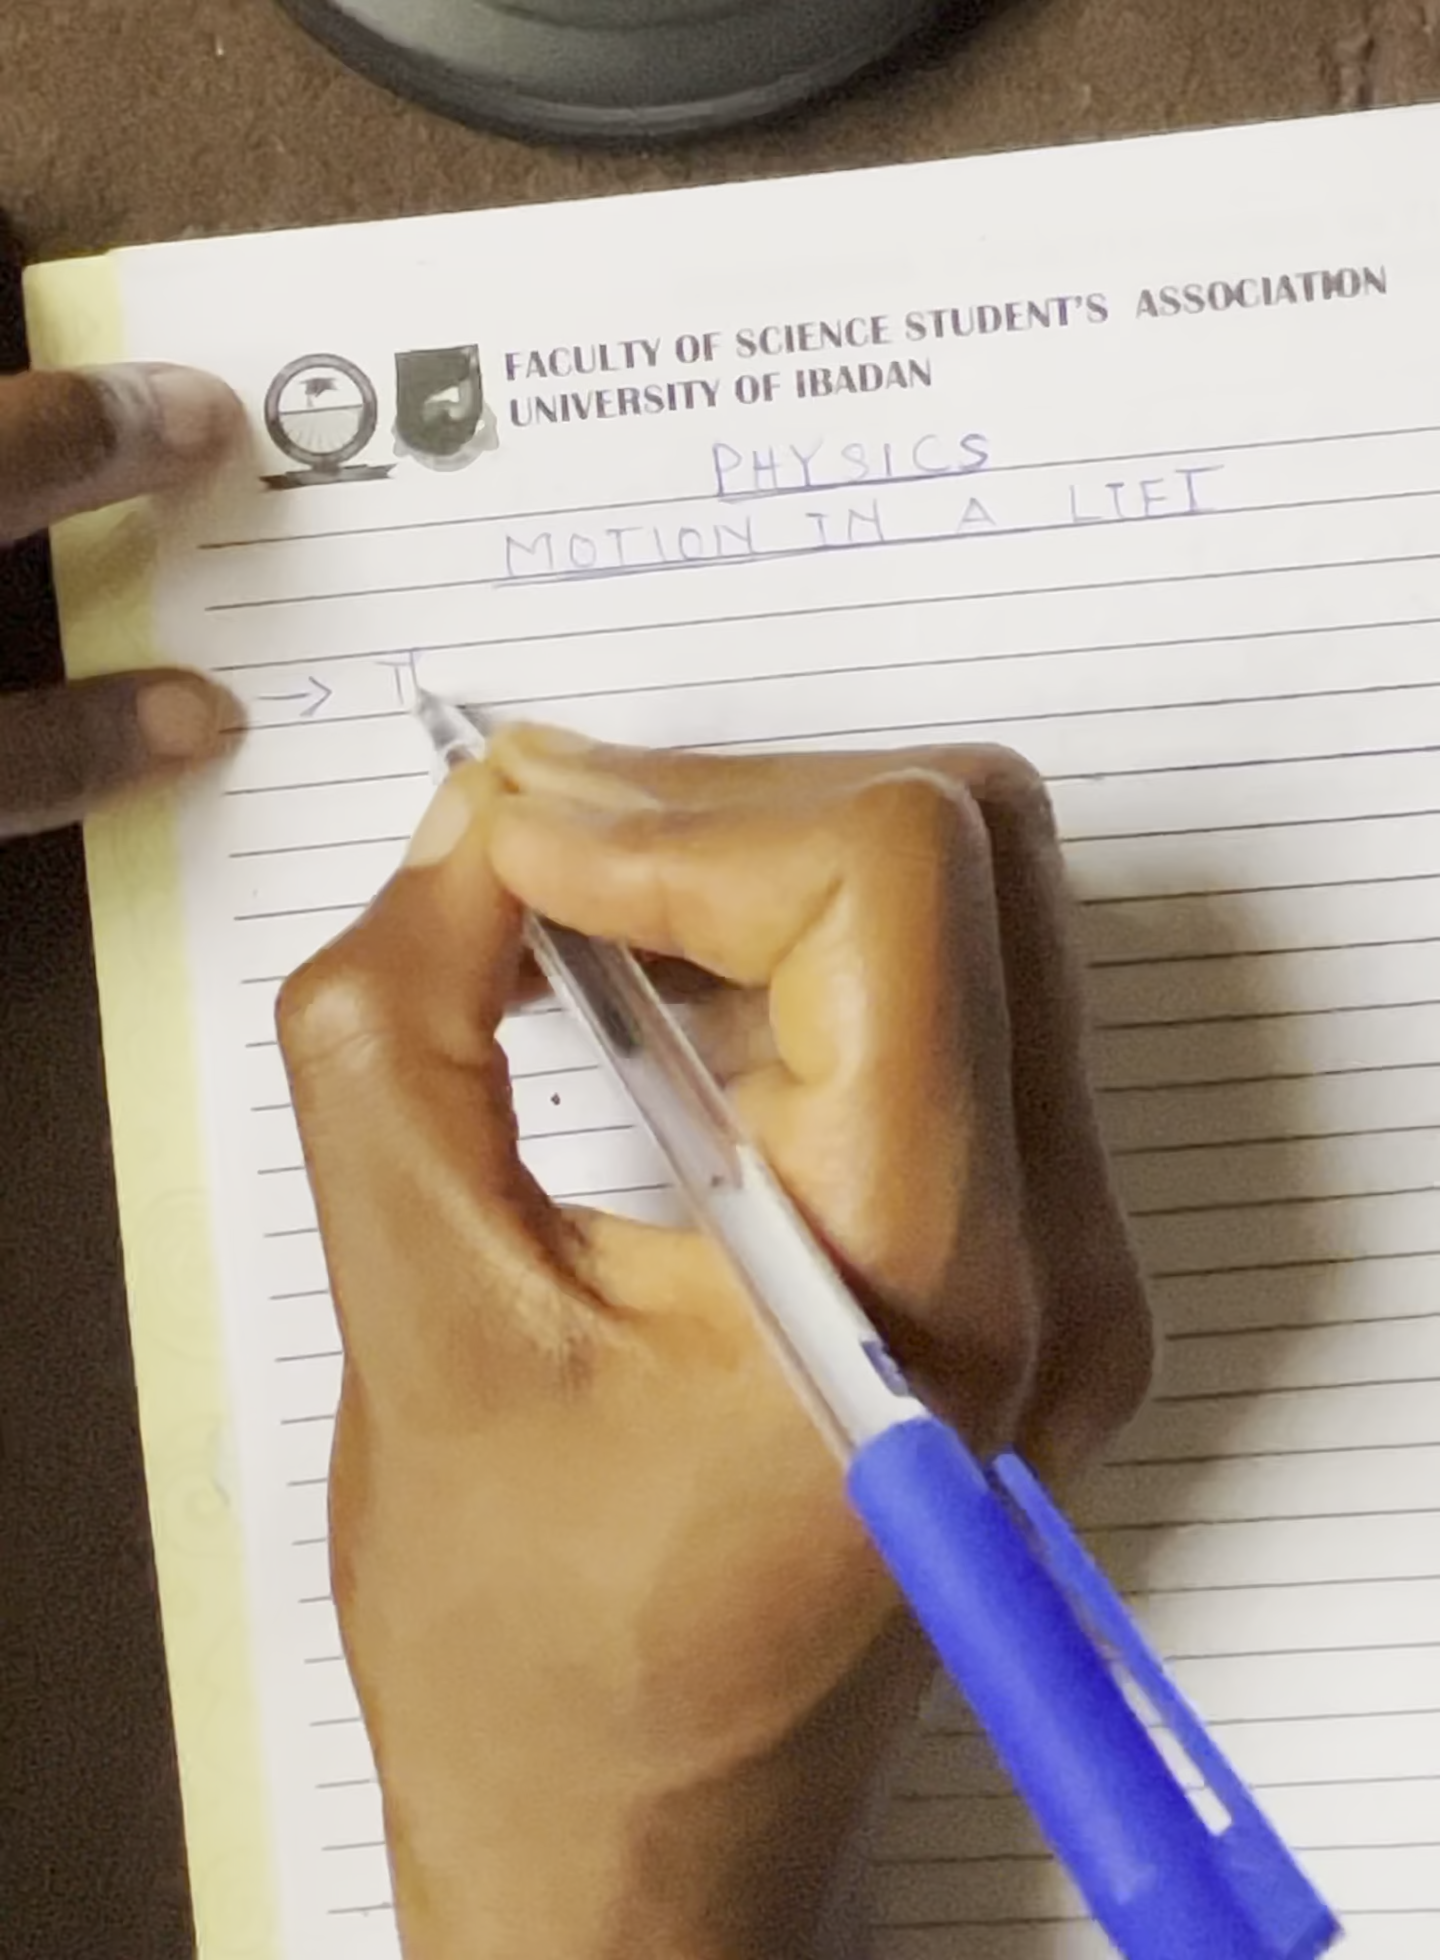 FACULTY OF SCIENCE STUDENT'S ASSOCIATION
UNIVERSITY OF IBADAN
PHYSICS
MOTION IN A LIFT
→ T